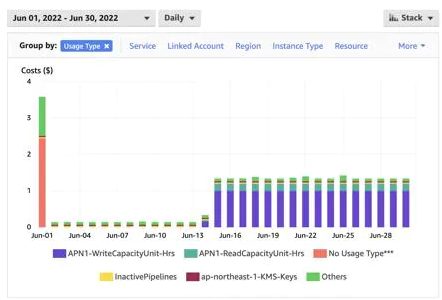 Jun 01, 2022 - Jun 30, 2022 Daily Stack
Group by: Usage Type × Service Linked Account Region Instance Type Resource More
Costs ($)
4
3
2
1
0
Jun-01 Jun-04 Jun-07 Jun-10 Jun-13 Jun-16 Jun-19 Jun-22 Jun-25 Jun-28
APN1-WriteCapacityUnit-Hrs APN1-ReadCapacityUnit-Hrs No Usage Type***
InactivePipelines ap-northeast-1-KMS-Keys Others